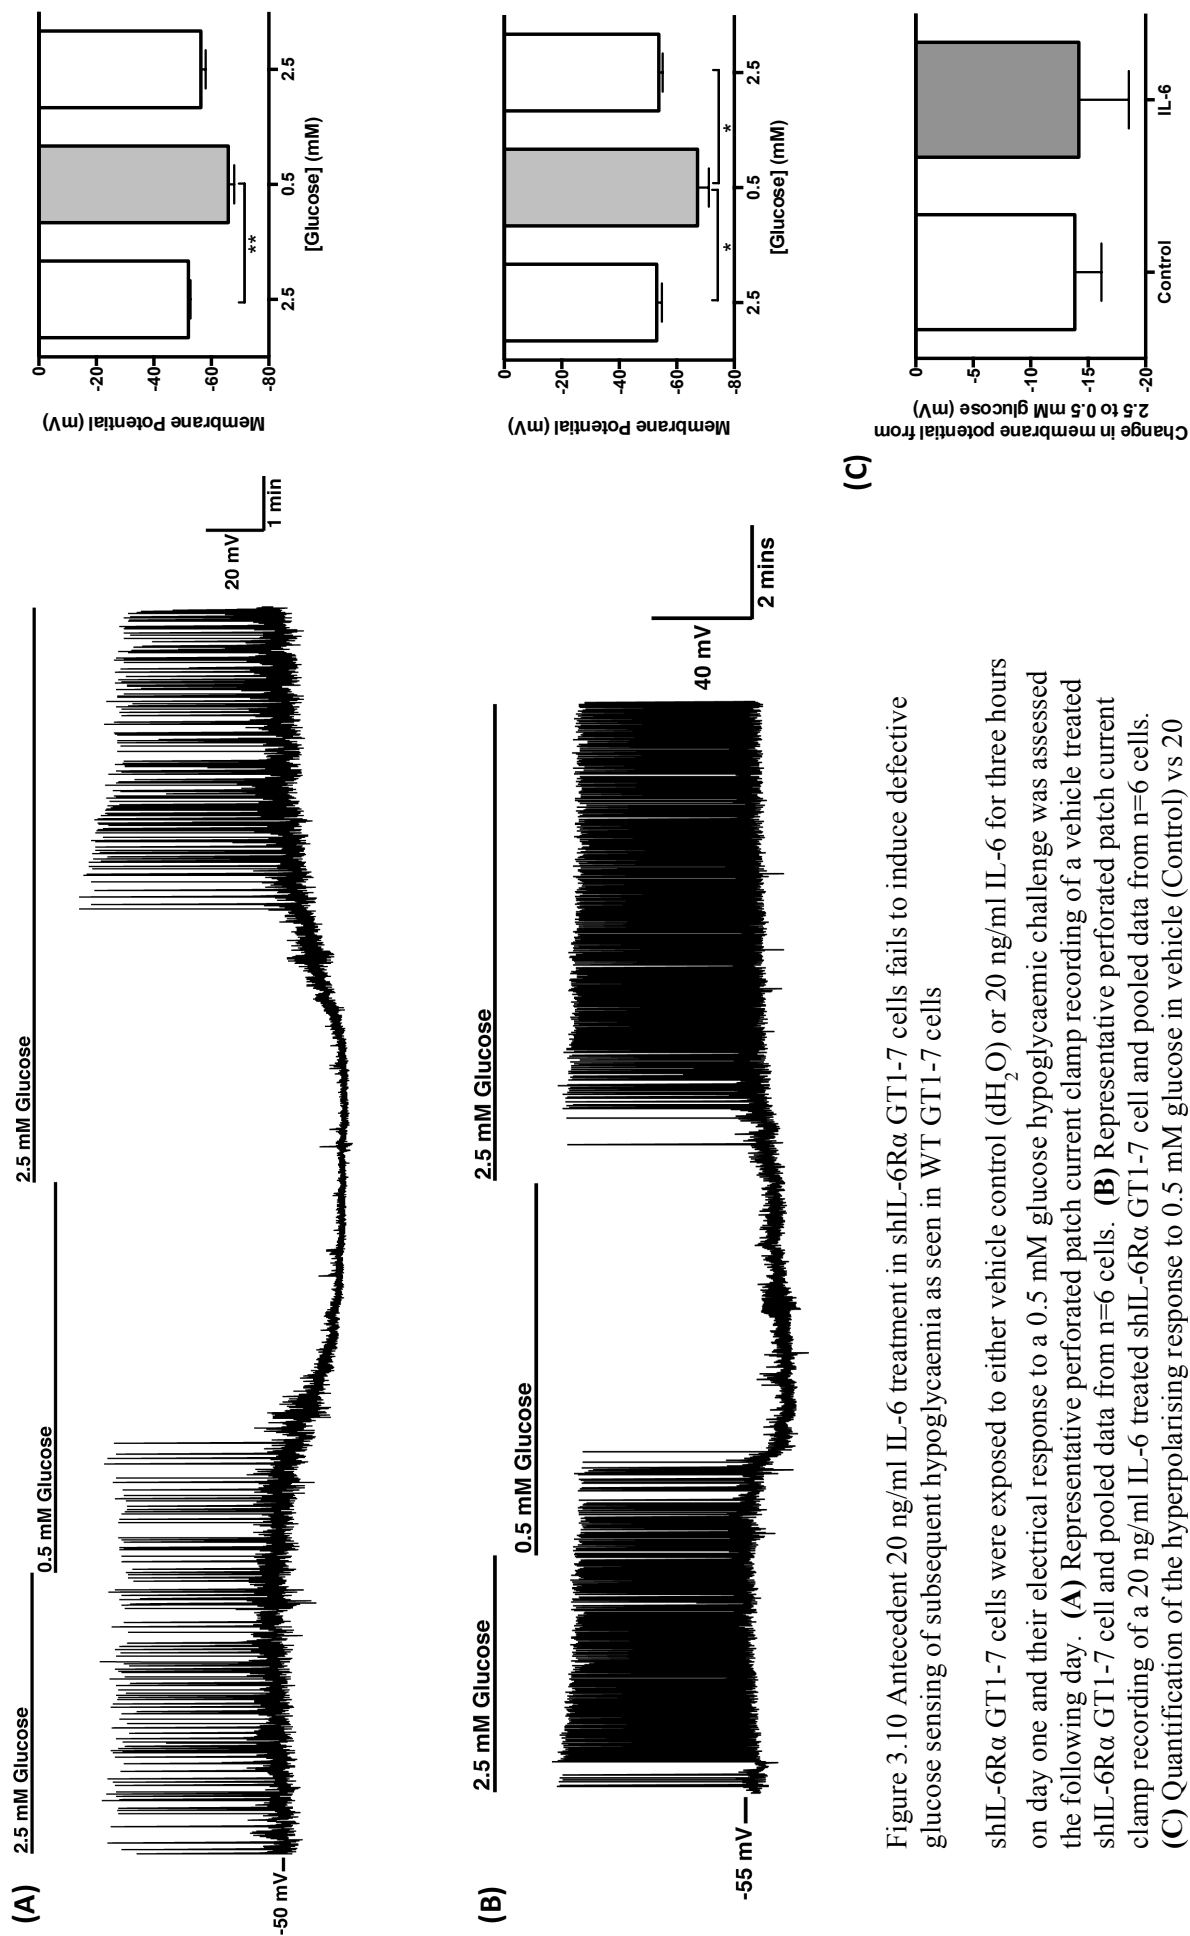 (A)
2.5 mM Glucose
0.5 mM Glucose
2.5 mM Glucose
-50 mV
20 mV
1 min
Membrane Potential (mV)
0
-20
-40
-60
-80
**
2.5
0.5
2.5
[Glucose] (mM)
(B)
2.5 mM Glucose
0.5 mM Glucose
2.5 mM Glucose
-55 mV
40 mV
2 mins
Membrane Potential (mV)
0
-20
-40
-60
-80
*
*
2.5
0.5
2.5
[Glucose] (mM)
(C)
Change in membrane potential from
2.5 to 0.5 mM glucose (mV)
0
-5
-10
-15
-20
Control
IL-6
Figure 3.10 Antecedent 20 ng/ml IL-6 treatment in shIL-6Rα GT1-7 cells fails to induce defective
glucose sensing of subsequent hypoglycaemia as seen in WT GT1-7 cells
shIL-6Rα GT1-7 cells were exposed to either vehicle control (dH₂O) or 20 ng/ml IL-6 for three hours
on day one and their electrical response to a 0.5 mM glucose hypoglycaemic challenge was assessed
the following day. (A) Representative perforated patch current clamp recording of a vehicle treated
shIL-6Rα GT1-7 cell and pooled data from n=6 cells. (B) Representative perforated patch current
clamp recording of a 20 ng/ml IL-6 treated shIL-6Rα GT1-7 cell and pooled data from n=6 cells.
(C) Quantification of the hyperpolarising response to 0.5 mM glucose in vehicle (Control) vs 20